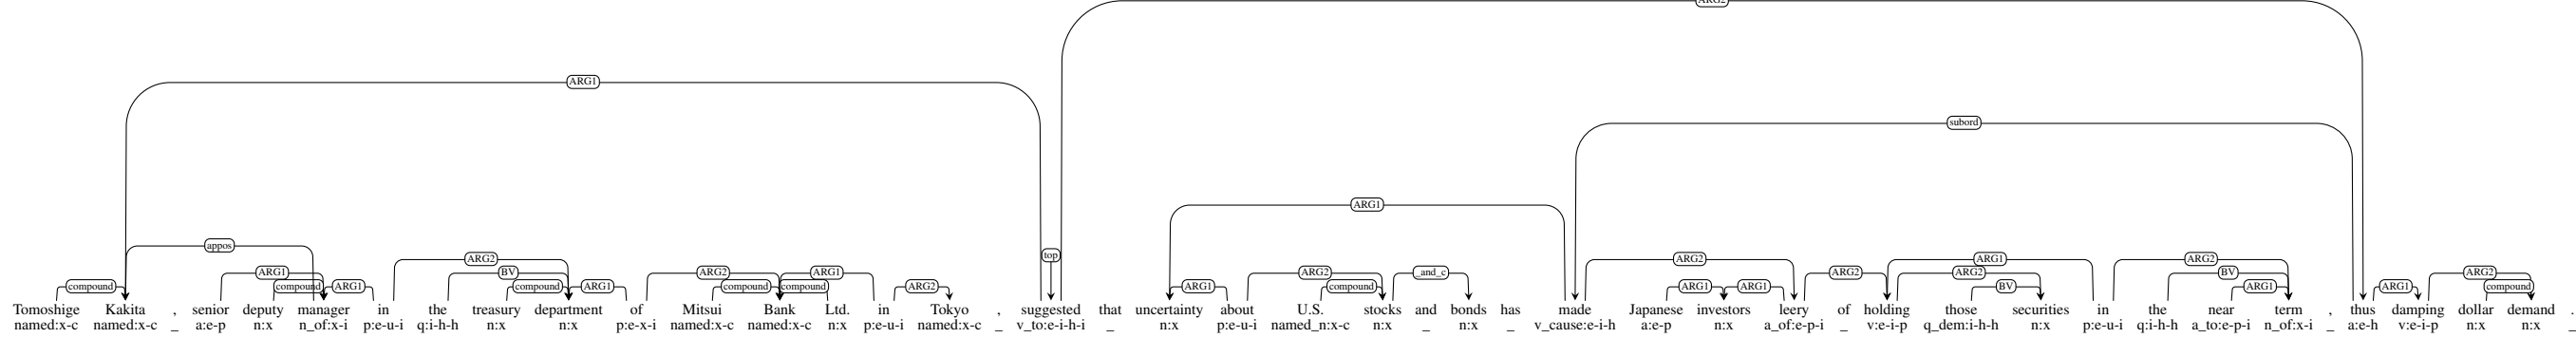 ARG2
ARG1
subord
ARG1
appos
top
ARG2 ARG2 ARG1 ARG2
ARG1 BV ARG2 ARG1 ARG2 _and_c ARG2 ARG2 BV ARG2
compound compound ARG1 compound ARG1 compound compound ARG2 ARG1 compound ARG1 ARG1 BV ARG1 ARG1 compound
Tomoshige Kakita , senior deputy manager in the treasury department of Mitsui Bank Ltd. in Tokyo , suggested that uncertainty about U.S. stocks and bonds has made Japanese investors leery of holding those securities in the near term , thus damping dollar demand .
named:x-c named:x-c _ a:e-p n:x n_of:x-i p:e-u-i q:i-h-h n:x n:x p:e-x-i named:x-c named:x-c n:x p:e-u-i named:x-c _ v_to:e-i-h-i _ n:x p:e-u-i named_n:x-c n:x _ n:x _ v_cause:e-i-h a:e-p n:x a_of:e-p-i _ v:e-i-p q_dem:i-h-h n:x p:e-u-i q:i-h-h a_to:e-p-i n_of:x-i _ a:e-h v:e-i-p n:x n:x _